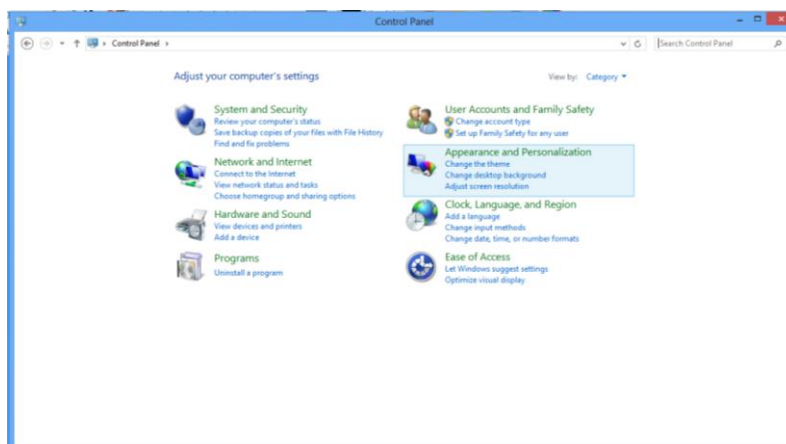 Control Panel
Control Panel
Search Control Panel
Adjust your computer's settings
View by: Category
System and Security
Review your computer's status
Save backup copies of your files with File History
Find and fix problems
Network and Internet
Connect to the Internet
View network status and tasks
Choose homegroup and sharing options
Hardware and Sound
View devices and printers
Add a device
Programs
Uninstall a program
User Accounts and Family Safety
Change account type
Set up Family Safety for any user
Appearance and Personalization
Change the theme
Change desktop background
Adjust screen resolution
Clock, Language, and Region
Add a language
Change input methods
Change date, time, or number formats
Ease of Access
Let Windows suggest settings
Optimize visual display